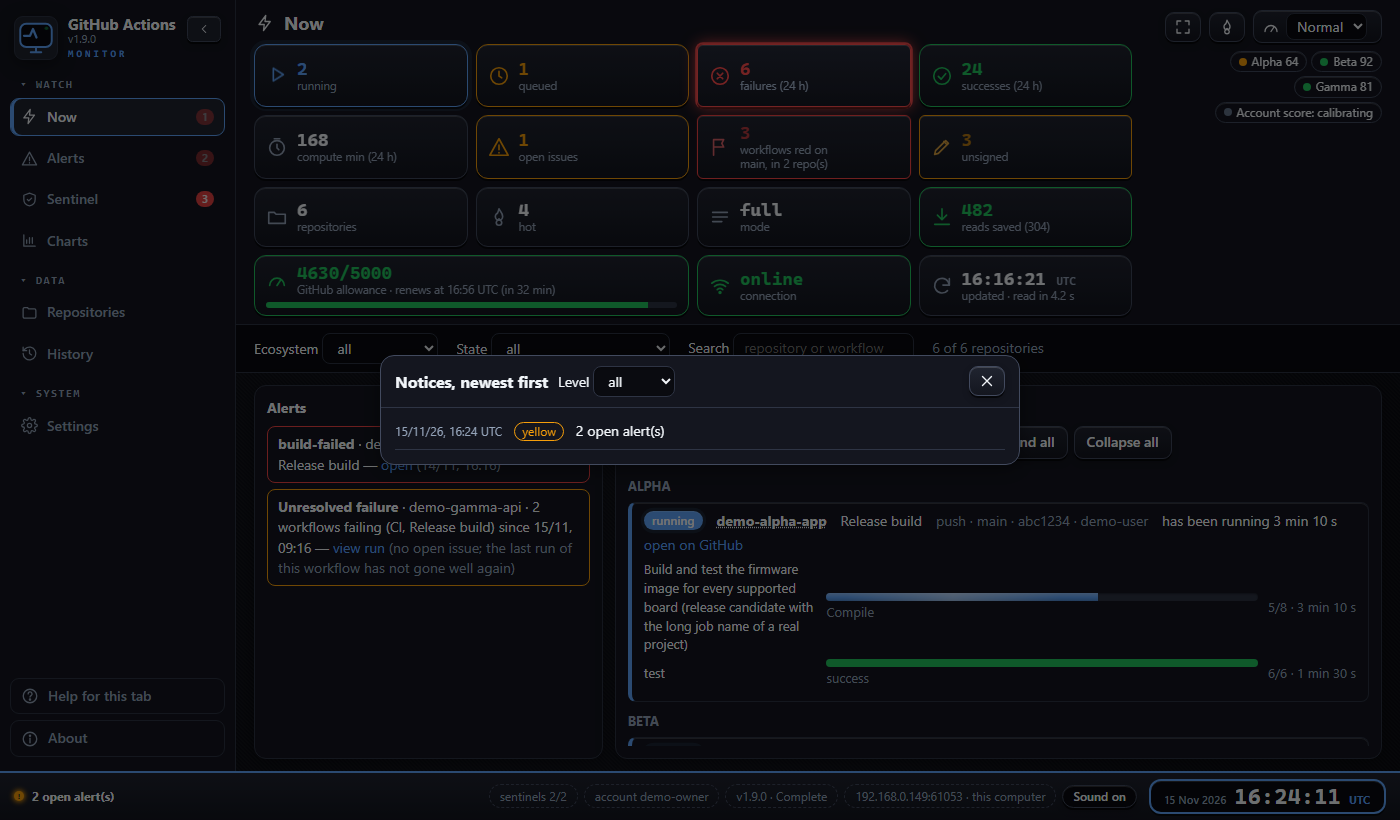 GitHub Actions
v1.9.0
MONITOR
WATCH
Now 1
Alerts 2
Sentinel 3
Charts
DATA
Repositories
History
SYSTEM
Settings
Help for this tab
About
Now
Normal
Alpha 64 Beta 92
Gamma 81
Account score: calibrating
2
running
1
queued
6
failures (24 h)
24
successes (24 h)
168
compute min (24 h)
1
open issues
3
workflows red on
main, in 2 repo(s)
3
unsigned
6
repositories
4
hot
full
mode
482
reads saved (304)
4630/5000
GitHub allowance · renews at 16:56 UTC (in 32 min)
online
connection
16:16:21 UTC
updated · read in 4.2 s
Ecosystem all State all Search repository or workflow 6 of 6 repositories
Notices, newest first Level all
15/11/26, 16:24 UTC yellow 2 open alert(s)
Alerts
build-failed · de
Release build — open (14/11, 16:16)
Unresolved failure · demo-gamma-api · 2
workflows failing (CI, Release build) since 15/11,
09:16 — view run (no open issue; the last run of
this workflow has not gone well again)
nd all Collapse all
ALPHA
running demo-alpha-app Release build push · main · abc1234 · demo-user has been running 3 min 10 s
open on GitHub
Build and test the firmware
image for every supported
board (release candidate with
the long job name of a real
project)
Compile
5/8 · 3 min 10 s
test
success
6/6 · 1 min 30 s
BETA
2 open alert(s)
sentinels 2/2 account demo-owner v1.9.0 · Complete 192.168.0.149:61053 · this computer Sound on 15 Nov 2026 16:24:11 UTC